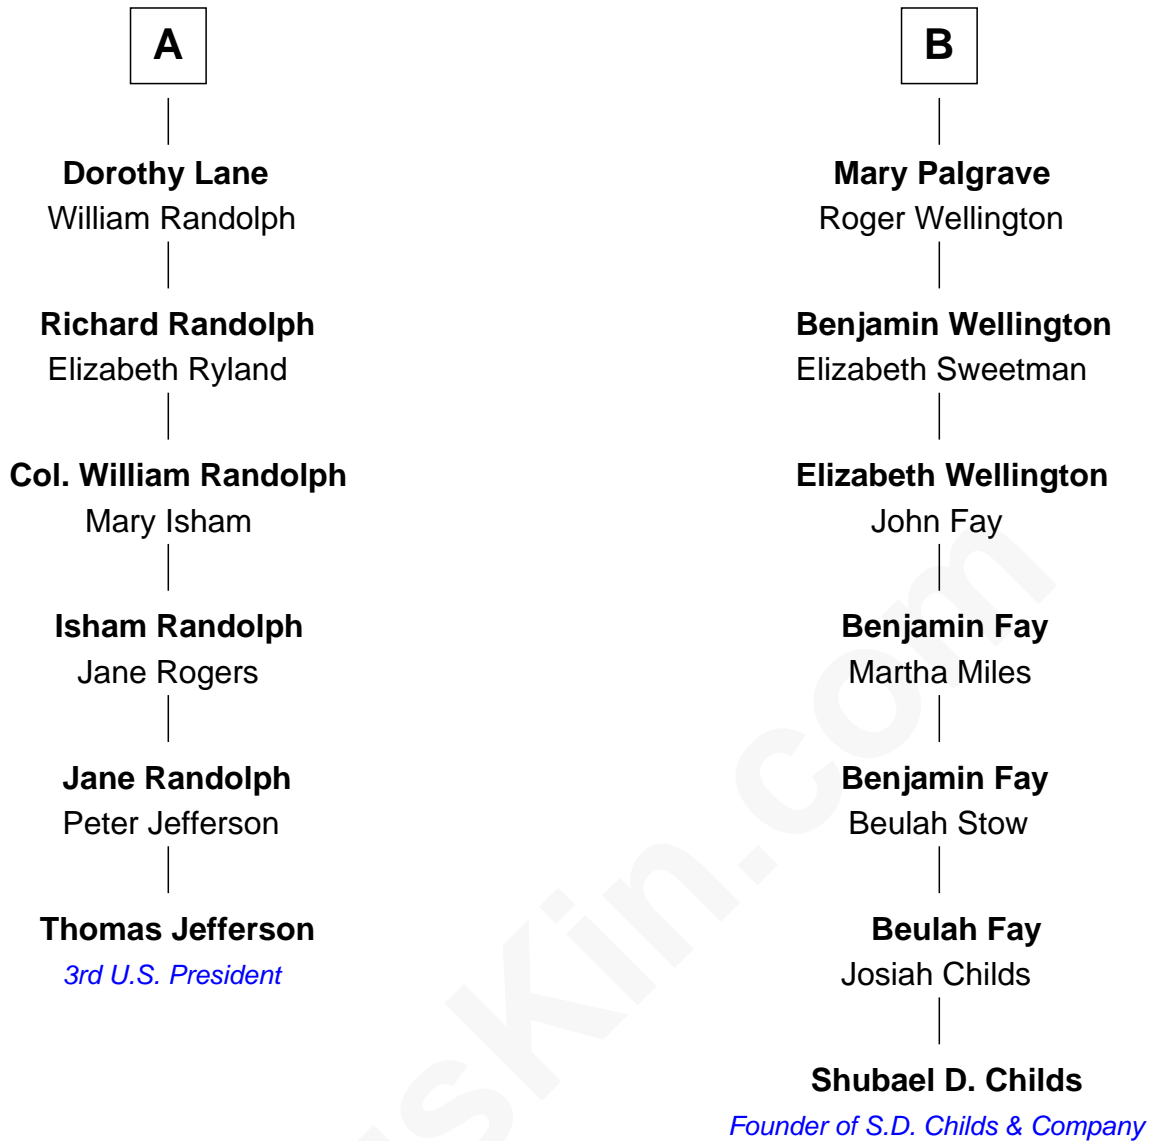 A
Dorothy Lane
William Randolph
Richard Randolph
Elizabeth Ryland
Col. William Randolph
Mary Isham
Isham Randolph
Jane Rogers
Jane Randolph
Peter Jefferson
Thomas Jefferson
3rd U.S. President
B
Mary Palgrave
Roger Wellington
Benjamin Wellington
Elizabeth Sweetman
Elizabeth Wellington
John Fay
Benjamin Fay
Martha Miles
Benjamin Fay
Beulah Stow
Beulah Fay
Josiah Childs
Shubael D. Childs
Founder of S.D. Childs & Company